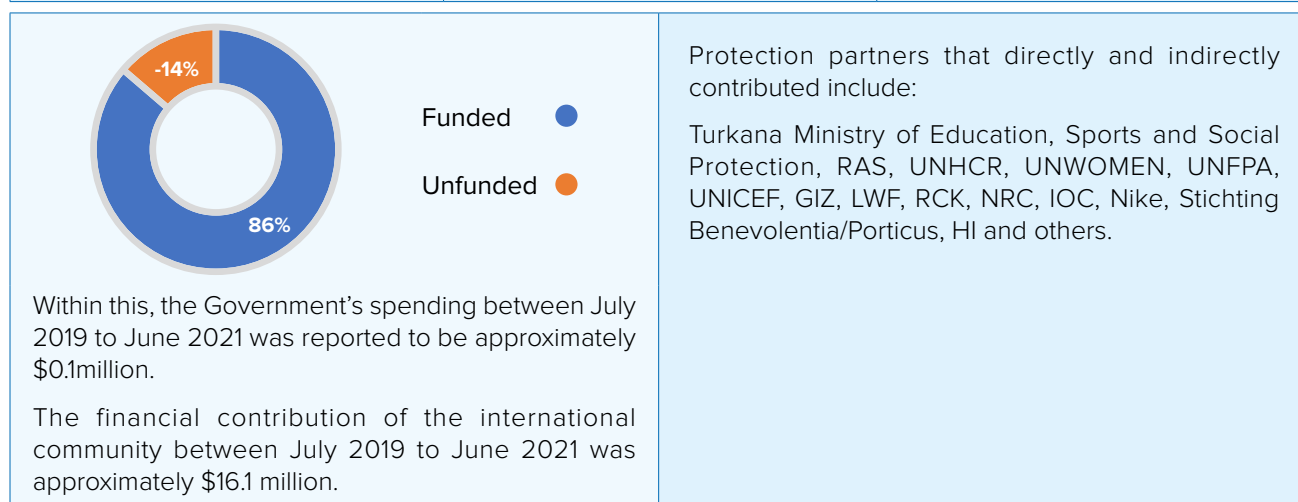 -14%
86%
Funded
Unfunded
Within this, the Government’s spending between July
2019 to June 2021 was reported to be approximately
$0.1million.
The financial contribution of the international
community between July 2019 to June 2021 was
approximately $16.1 million.
Protection partners that directly and indirectly
contributed include:
Turkana Ministry of Education, Sports and Social
Protection, RAS, UNHCR, UNWOMEN, UNFPA,
UNICEF, GIZ, LWF, RCK, NRC, IOC, Nike, Stichting
Benevolentia/Porticus, HI and others.